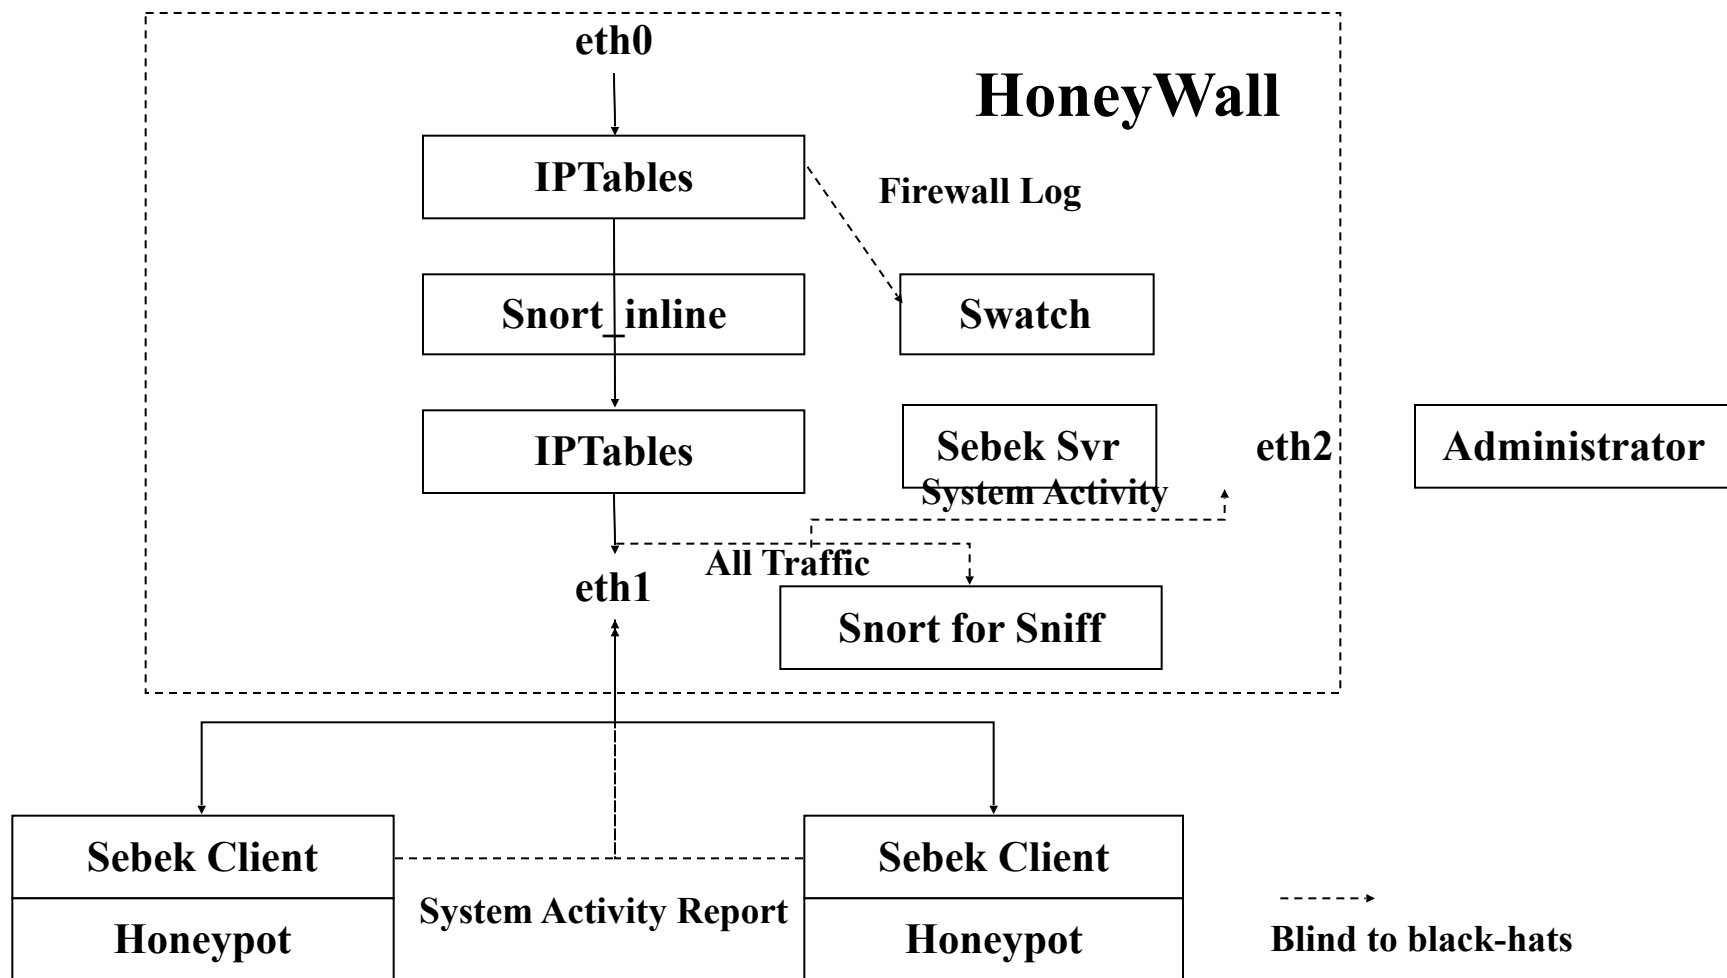 eth0
HoneyWall
IPTables
Firewall Log
Snort_inline
Swatch
IPTables
Sebek Svr
eth2
Administrator
System Activity
All Traffic
eth1
Snort for Sniff
Sebek Client
Sebek Client
System Activity Report
Honeypot
Honeypot
Blind to black-hats